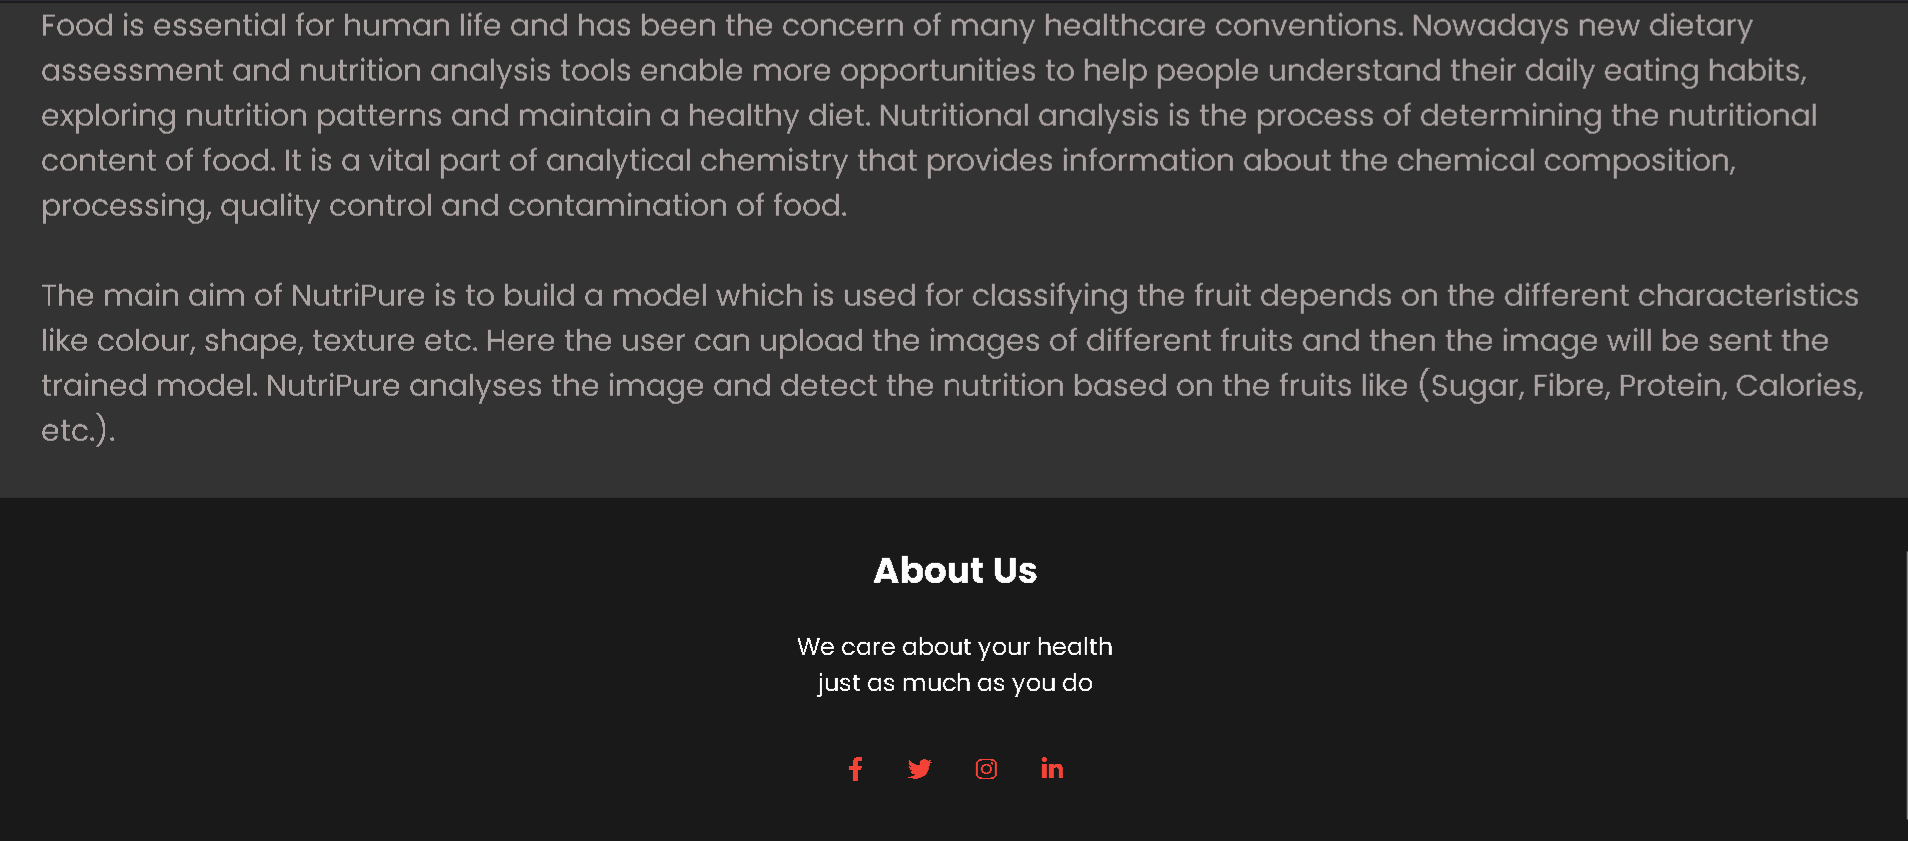 Food is essential for human life and has been the concern of many healthcare conventions. Nowadays new dietary
assessment and nutrition analysis tools enable more opportunities to help people understand their daily eating habits,
exploring nutrition patterns and maintain a healthy diet. Nutritional analysis is the process of determining the nutritional
content of food. It is a vital part of analytical chemistry that provides information about the chemical composition,
processing, quality control and contamination of food.
The main aim of NutriPure is to build a model which is used for classifying the fruit depends on the different characteristics
like colour, shape, texture etc. Here the user can upload the images of different fruits and then the image will be sent the
trained model. NutriPure analyses the image and detect the nutrition based on the fruits like (Sugar, Fibre, Protein, Calories,
etc.).
About Us
We care about your health
just as much as you do